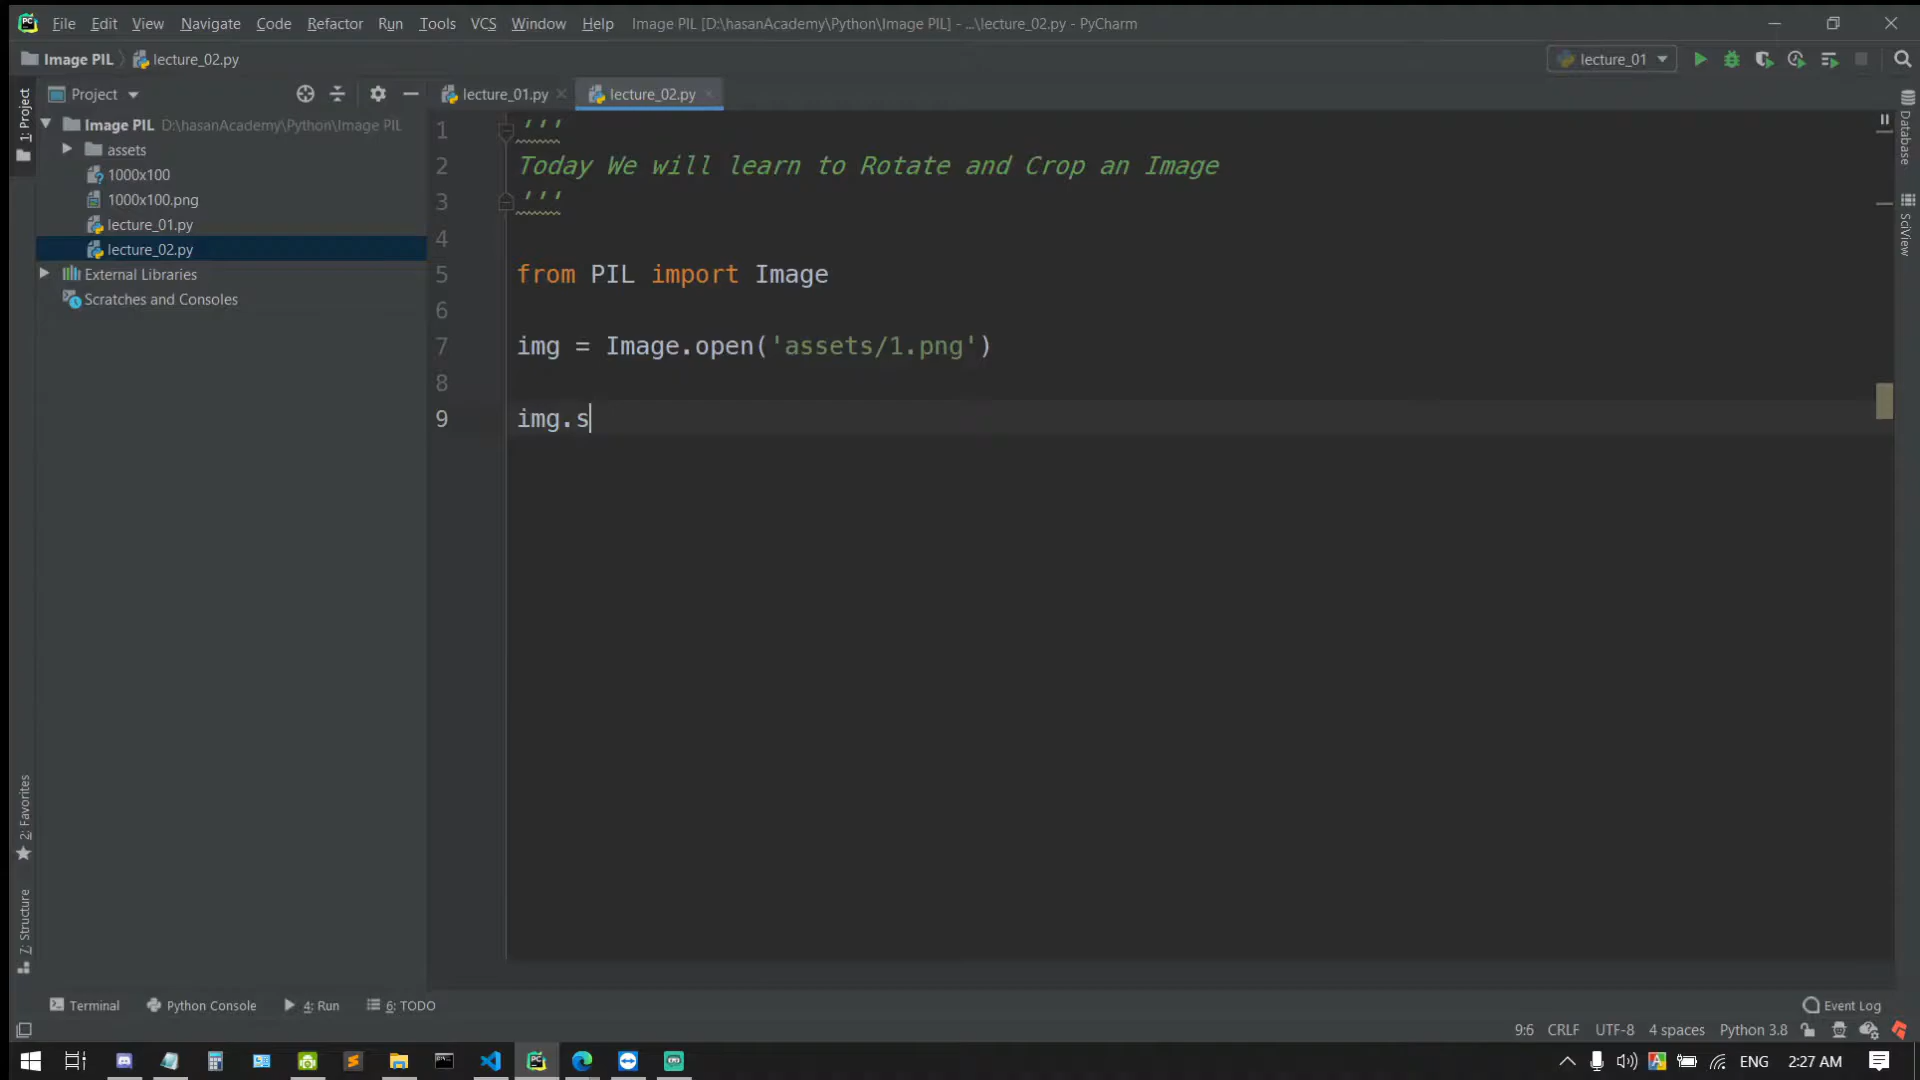 File Edit View Navigate Code Refactor Run Tools VCS Window Help Image PIL [D:\hasanAcademy\Python\Image PIL] - ...\lecture_02.py - PyCharm
Image PIL lecture_02.py lecture_01
Project lecture_01.py lecture_02.py
1: Project
Image PIL D:\hasanAcademy\Python\Image PIL
assets
1000x100
1000x100.png
lecture_01.py
lecture_02.py
External Libraries
Scratches and Consoles
1 '''
2 Today We will learn to Rotate and Crop an Image
3 '''
4
5 from PIL import Image
6
7 img = Image.open('assets/1.png')
8
9 img.s
Database
SciView
2: Favorites
7: Structure
Terminal Python Console 4: Run 6: TODO Event Log
9:6 CRLF UTF-8 4 spaces Python 3.8
ENG 2:27 AM